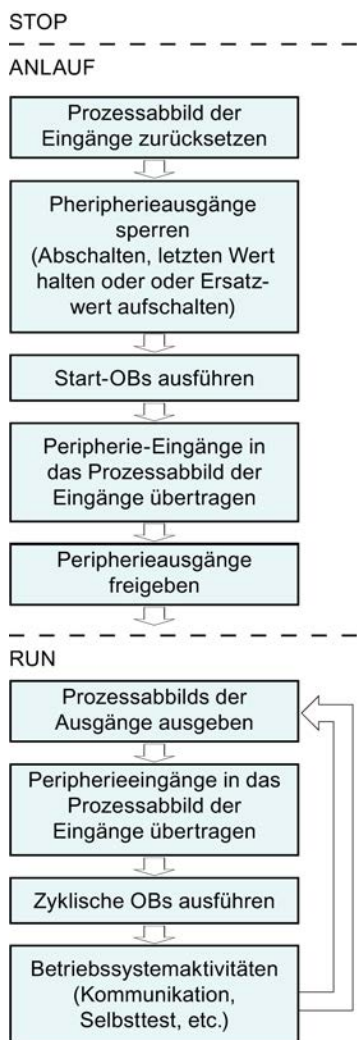 STOP
ANLAUF
Prozessabbild der
Eingänge zurücksetzen
Pheripherieausgänge
sperren
(Abschalten, letzten Wert
halten oder oder Ersatz-
wert aufschalten)
Start-OBs ausführen
Peripherie-Eingänge in
das Prozessabbild der
Eingänge übertragen
Peripherieausgänge
freigeben
RUN
Prozessabbilds der
Ausgänge ausgeben
Peripherieeingänge in das
Prozessabbild der
Eingänge übertragen
Zyklische OBs ausführen
Betriebssystemaktivitäten
(Kommunikation,
Selbsttest, etc.)